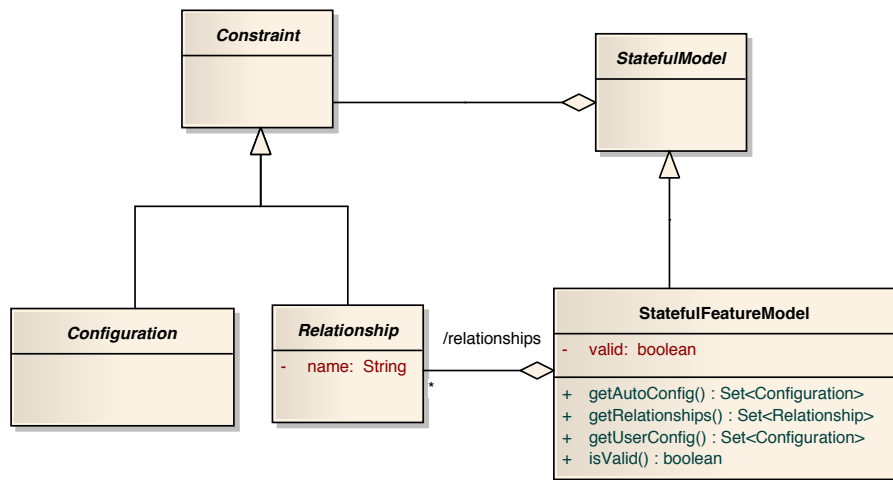 Constraint
StatefulModel
Configuration
Relationship
- name: String
/relationships
*
StatefulFeatureModel
- valid: boolean
+ getAutoConfig() : Set<Configuration>
+ getRelationships() : Set<Relationship>
+ getUserConfig() : Set<Configuration>
+ isValid() : boolean